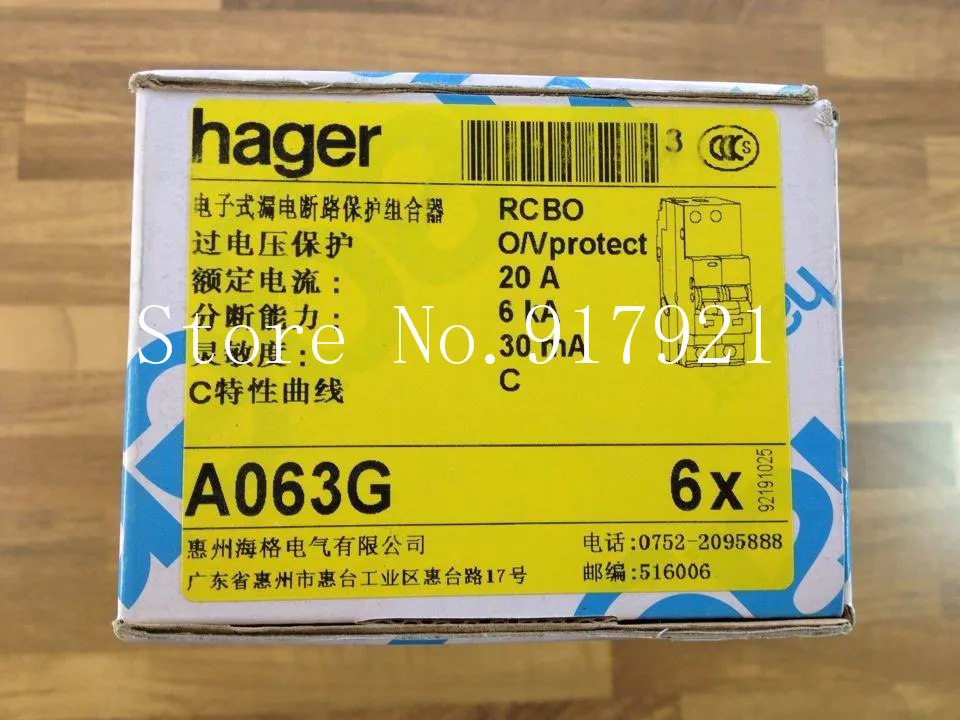 hager
3
S
电子式漏电断路保护组合器 RCBO
过电压保护 O/Vprotect
额定电流: 20 A
分断能力: 6 kA
灵敏度: 30 mA
C特性曲线 C
Store No.917921
A063G 6x
92191025
惠州海格电气有限公司 电话:0752-2095888
广东省惠州市惠台工业区惠台路17号 邮编:516006